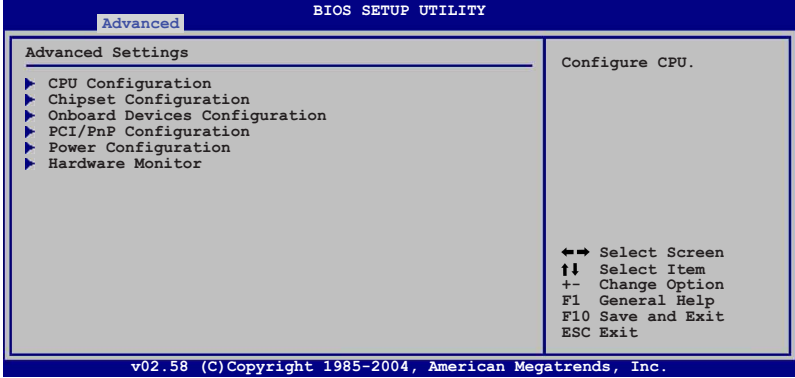 BIOS SETUP UTILITY
Advanced
Advanced Settings
CPU Configuration
Chipset Configuration
Onboard Devices Configuration
PCI/PnP Configuration
Power Configuration
Hardware Monitor
Configure CPU.
←→ Select Screen
↑↓ Select Item
+- Change Option
F1 General Help
F10 Save and Exit
ESC Exit
v02.58 (C)Copyright 1985-2004, American Megatrends, Inc.